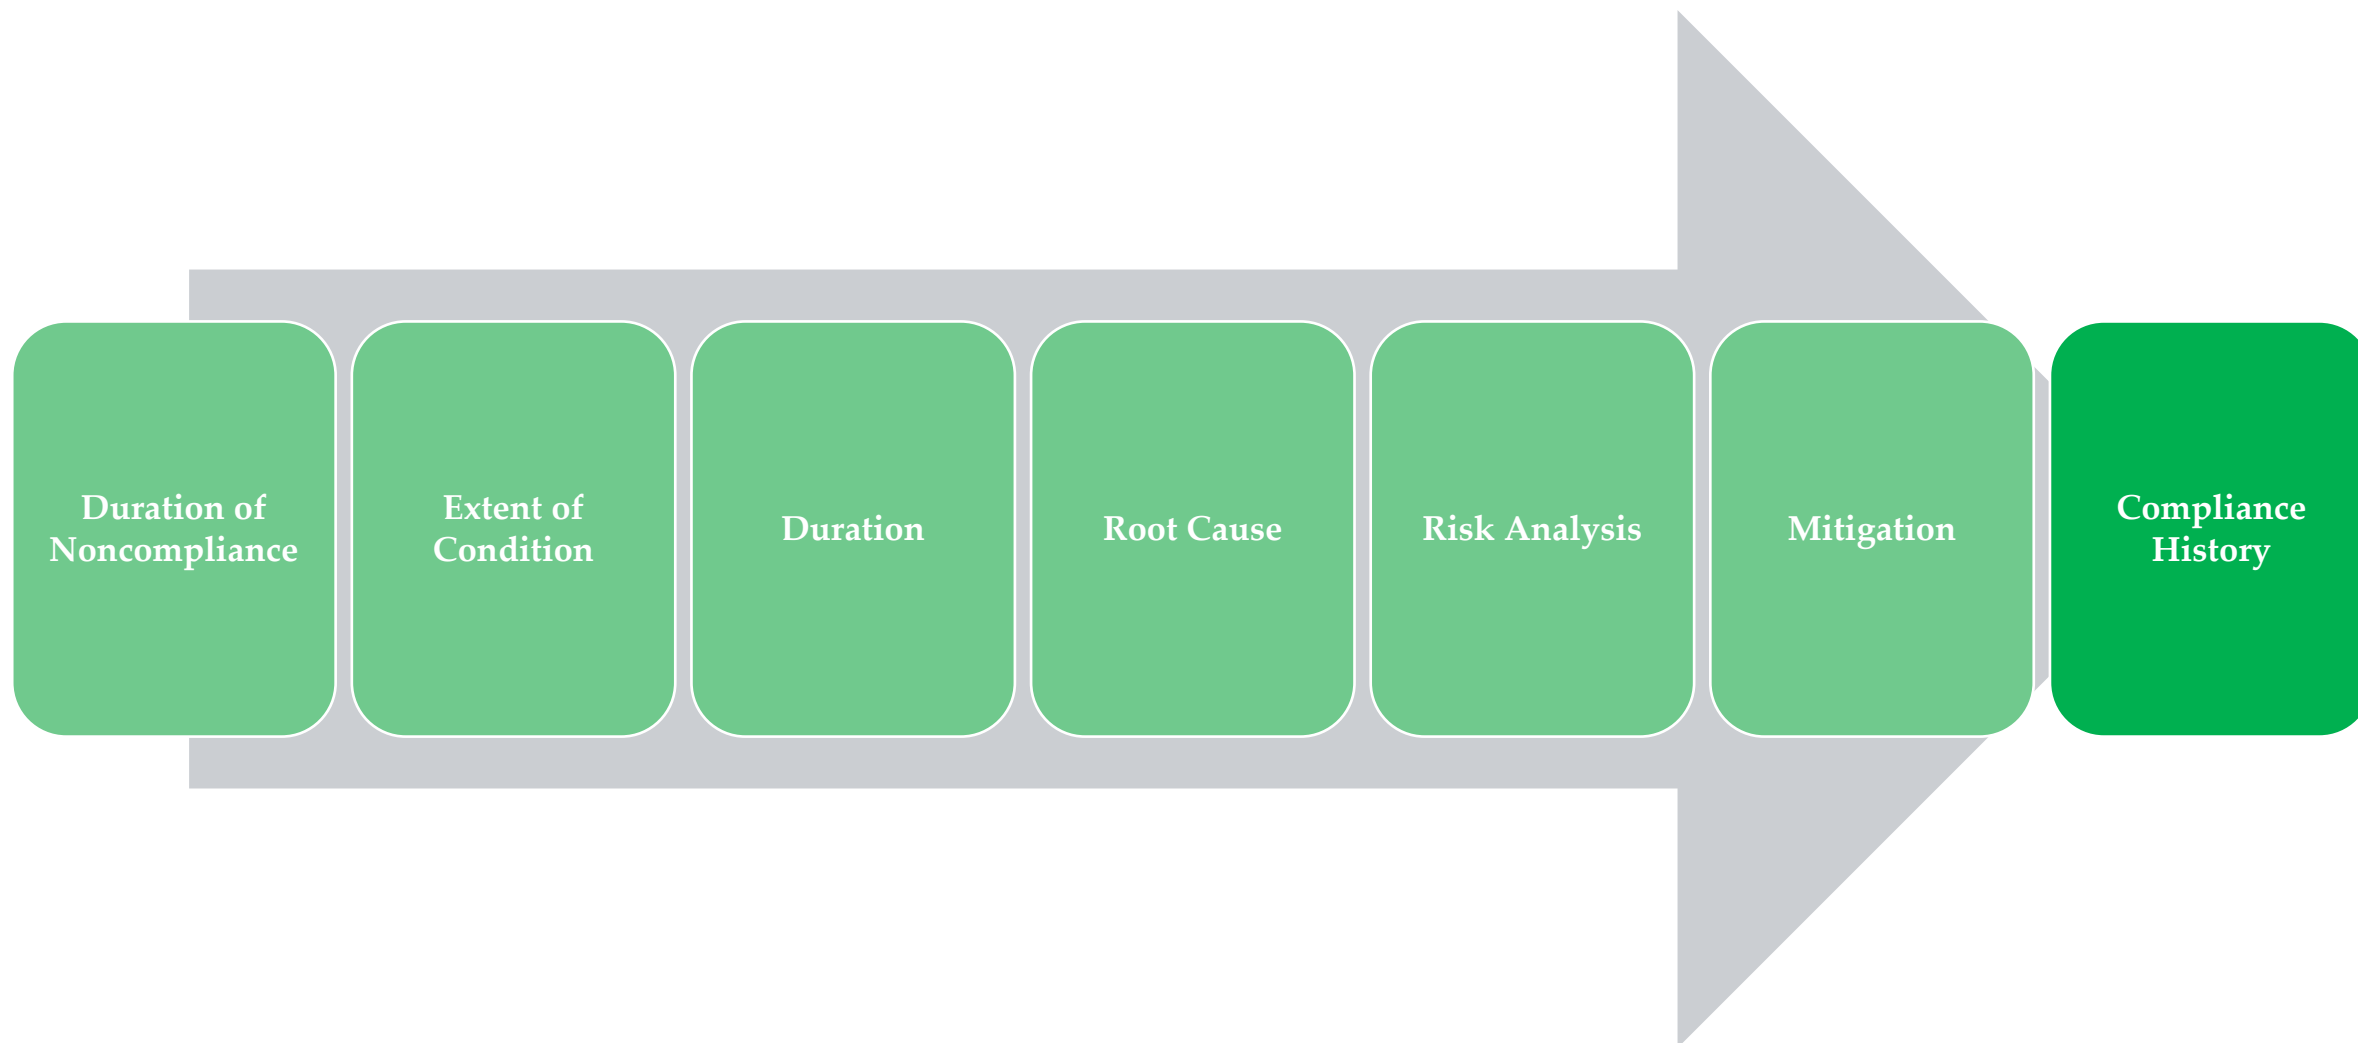 Duration of
Noncompliance
Extent of
Condition
Duration
Root Cause
Risk Analysis
Mitigation
Compliance
History